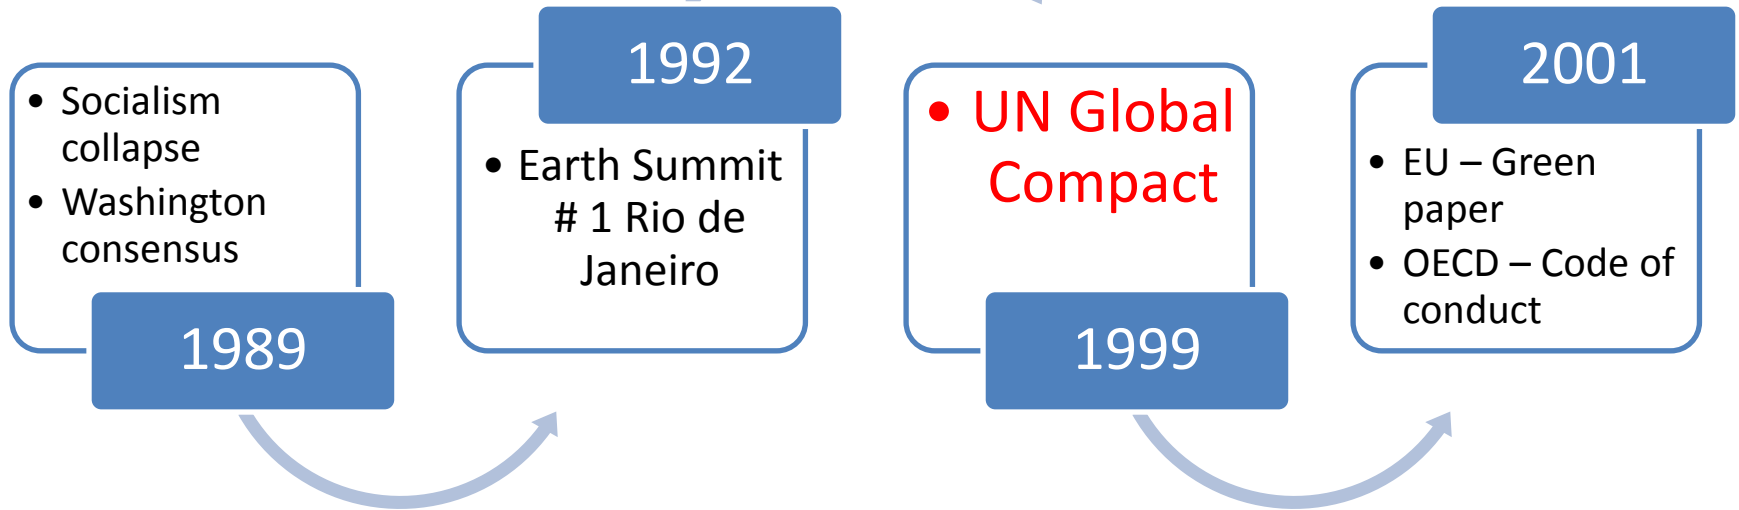 • Socialism
collapse
• Washington
consensus
1989
1992
• Earth Summit
# 1 Rio de
Janeiro
• UN Global
Compact
1999
2001
• EU – Green
paper
• OECD – Code of
conduct